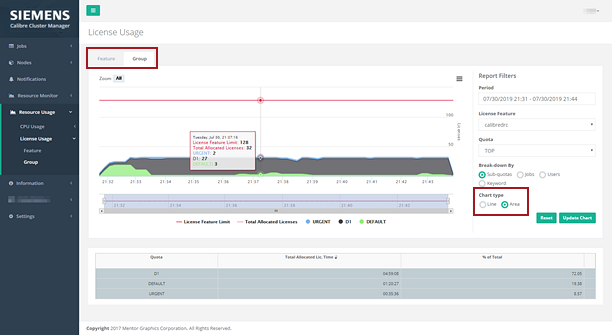 SIEMENS
Calibre Cluster Manager
Jobs
Nodes
Notifications
Resource Monitor
Resource Usage
CPU Usage
License Usage
Feature
Group
Information
Settings
License Usage
Feature
Group
Zoom All
Tuesday, Jul 30, 21:37:16
License Feature Limit: 128
Total Allocated Licenses: 32
URGENT: 2
D1: 27
100
50
21:32 21:33 21:34 21:35 21:36 21:37 21:38 21:39 21:40 21:41 21:42 21:43
21:32 21:34 21:36 21:38 21:40 21:42
License Feature Limit Total Allocated Licenses URGENT D1 DEFAULT
Report Filters
Period
07/30/2019 21:31 - 07/30/2019 21:44
License Feature
calibredrc
Quota
TOP
Break-down By
Sub-quotas Jobs Users
Keyword
Chart type
Line Area
Reset Update Chart
Quota Total Allocated Lic. Time % of Total
D1 04:59:06 72.05
DEFAULT 01:20:27 19.38
URGENT 00:35:36 8.57
Copyright 2017 Mentor Graphics Corporation. All Rights Reserved.